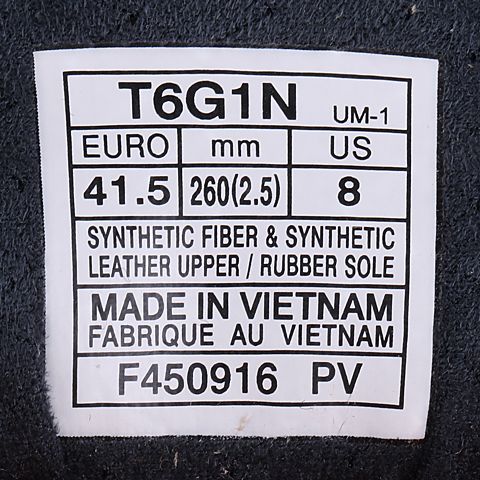 T6G1N UM-1
EURO mm US
41.5 260(2.5) 8
SYNTHETIC FIBER & SYNTHETIC
LEATHER UPPER / RUBBER SOLE
MADE IN VIETNAM
FABRIQUE AU VIETNAM
F450916 PV